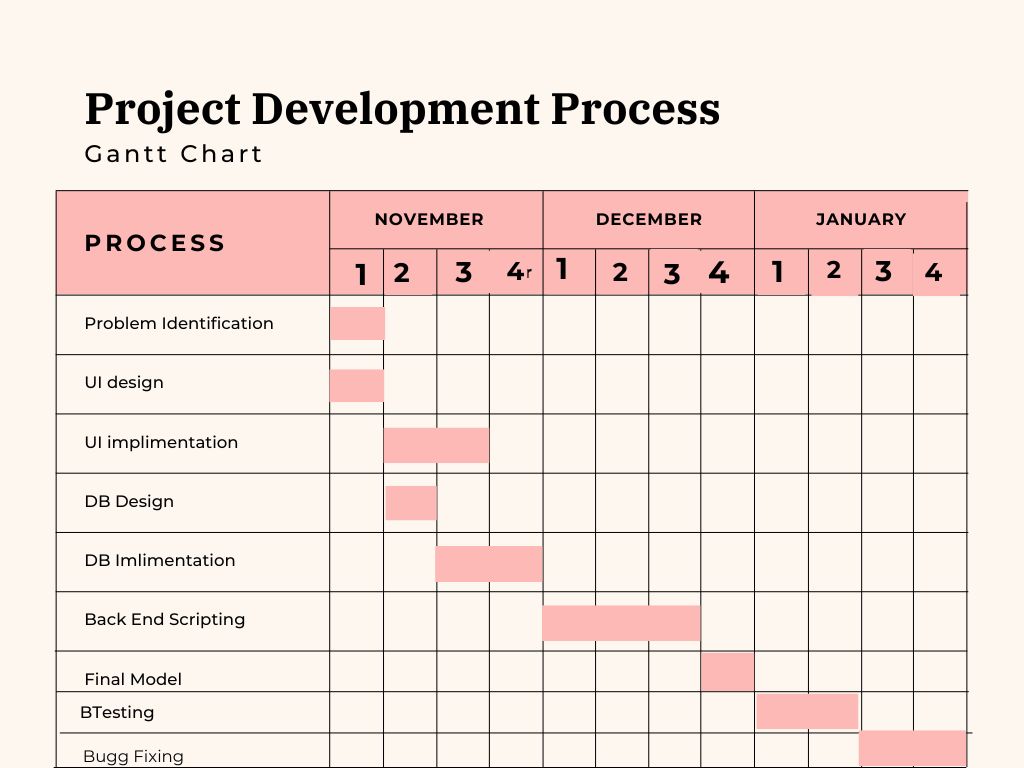 Project Development Process
Gantt Chart
PROCESS
NOVEMBER DECEMBER JANUARY
1 2 3 4r 1 2 3 4 1 2 3 4
Problem Identification
UI design
UI implimentation
DB Design
DB Imlimentation
Back End Scripting
Final Model
BTesting
Bugg Fixing